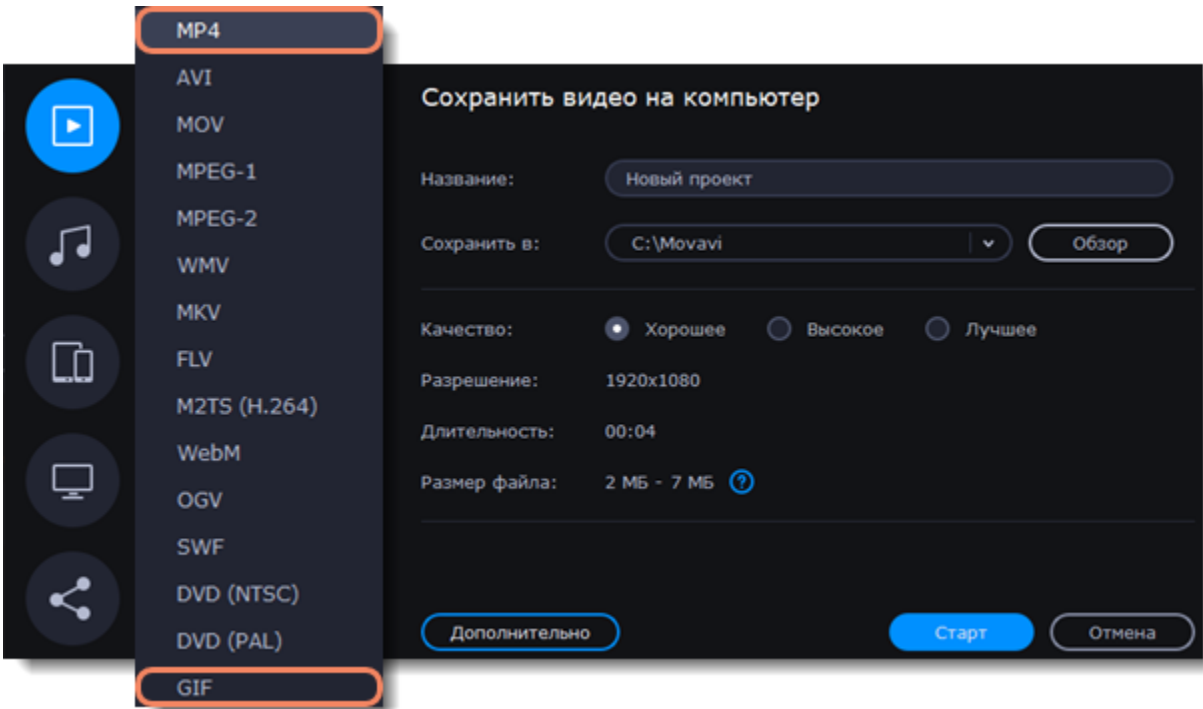 MP4
AVI
MOV
MPEG-1
MPEG-2
WMV
MKV
FLV
M2TS (H.264)
WebM
OGV
SWF
DVD (NTSC)
DVD (PAL)
GIF
Сохранить видео на компьютер
Название: Новый проект
Сохранить в: C:\Movavi Обзор
Качество: Хорошее Высокое Лучшее
Разрешение: 1920x1080
Длительность: 00:04
Размер файла: 2 МБ - 7 МБ ?
Дополнительно Старт Отмена